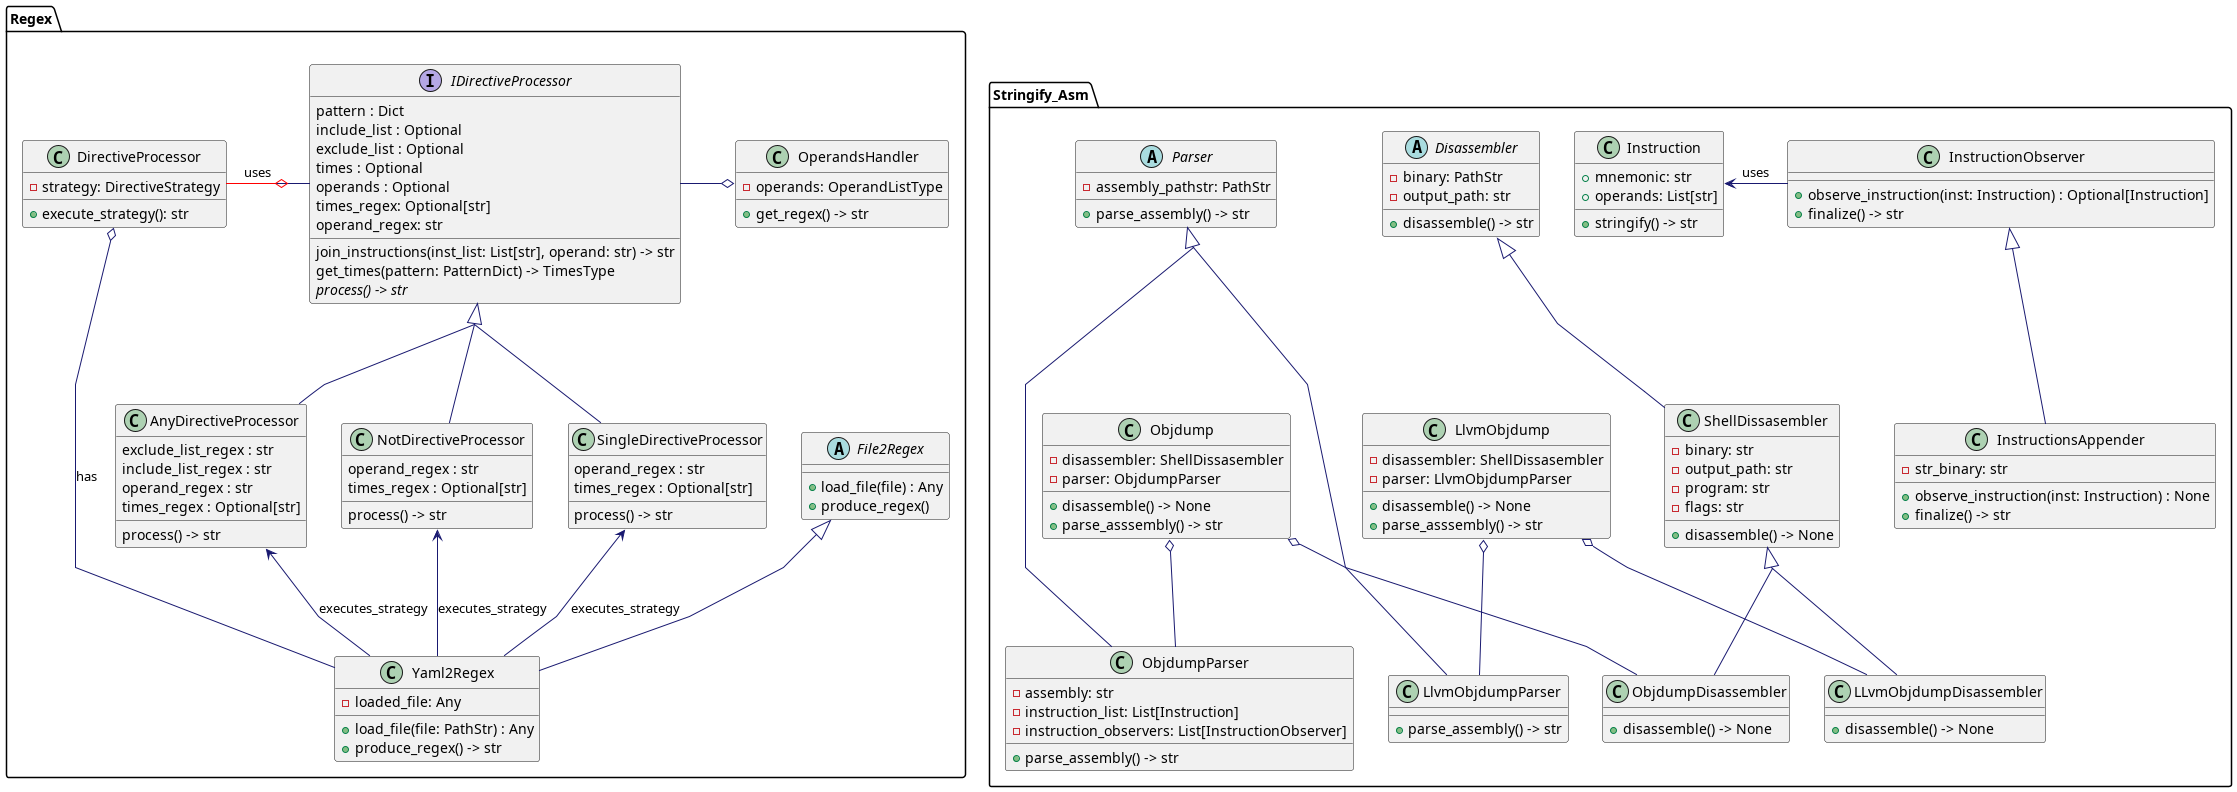 Regex
I IDirectiveProcessor
pattern : Dict
include_list : Optional
exclude_list : Optional
times : Optional
operands : Optional
times_regex: Optional[str]
operand_regex: str
join_instructions(inst_list: List[str], operand: str) -> str
get_times(pattern: PatternDict) -> TimesType
process() -> str
C DirectiveProcessor
strategy: DirectiveStrategy
execute_strategy(): str
uses
C OperandsHandler
operands: OperandListType
get_regex() -> str
has
C AnyDirectiveProcessor
exclude_list_regex : str
include_list_regex : str
operand_regex : str
times_regex : Optional[str]
process() -> str
C NotDirectiveProcessor
operand_regex : str
times_regex : Optional[str]
process() -> str
C SingleDirectiveProcessor
operand_regex : str
times_regex : Optional[str]
process() -> str
A File2Regex
load_file(file) : Any
produce_regex()
executes_strategy
executes_strategy
executes_strategy
C Yaml2Regex
loaded_file: Any
load_file(file: PathStr) : Any
produce_regex() -> str
Stringify_Asm
A Parser
assembly_pathstr: PathStr
parse_assembly() -> str
A Disassembler
binary: PathStr
output_path: str
disassemble() -> str
C Instruction
mnemonic: str
operands: List[str]
stringify() -> str
uses
C InstructionObserver
observe_instruction(inst: Instruction) : Optional[Instruction]
finalize() -> str
C Objdump
disassembler: ShellDissasembler
parser: ObjdumpParser
disassemble() -> None
parse_asssembly() -> str
C LlvmObjdump
disassembler: ShellDissasembler
parser: LlvmObjdumpParser
disassemble() -> None
parse_asssembly() -> str
C ShellDissasembler
binary: str
output_path: str
program: str
flags: str
disassemble() -> None
C InstructionsAppender
str_binary: str
observe_instruction(inst: Instruction) : None
finalize() -> str
C ObjdumpParser
assembly: str
instruction_list: List[Instruction]
instruction_observers: List[InstructionObserver]
parse_assembly() -> str
C LlvmObjdumpParser
parse_assembly() -> str
C ObjdumpDisassembler
disassemble() -> None
C LLvmObjdumpDisassembler
disassemble() -> None